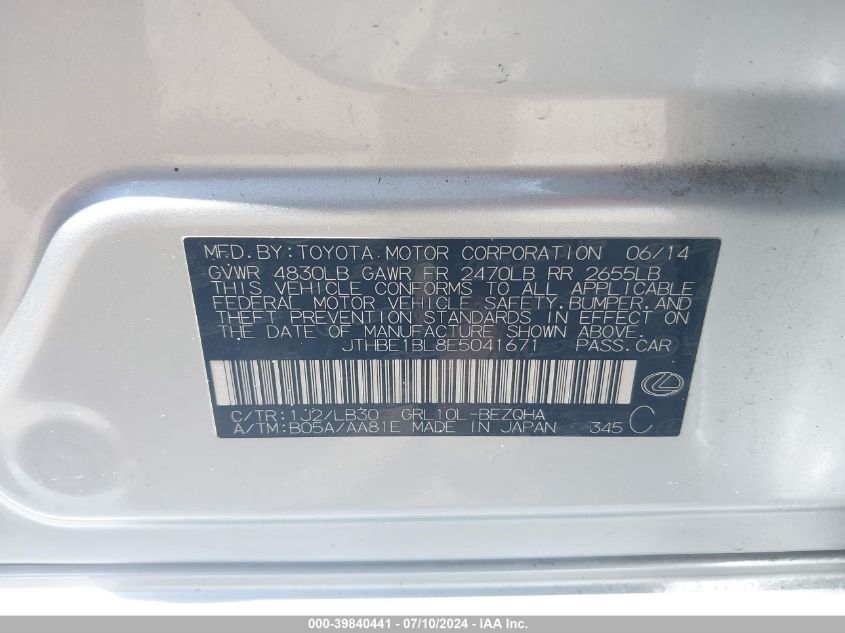 MFD. BY: TOYOTA MOTOR CORPORATION 06/14
GVWR 4830LB GAWR FR 2470LB RR 2655LB
THIS VEHICLE CONFORMS TO ALL APPLICABLE
FEDERAL MOTOR VEHICLE SAFETY, BUMPER, AND
THEFT PREVENTION STANDARDS IN EFFECT ON
THE DATE OF MANUFACTURE SHOWN ABOVE.
JTHBE1BL8E5041671 PASS. CAR
C/TR: 1J2/LB30 GRL10L-BEZQHA
A/TM: B05A/AA81E MADE IN JAPAN 345 C
000-39840441 - 07/10/2024 - IAA Inc.